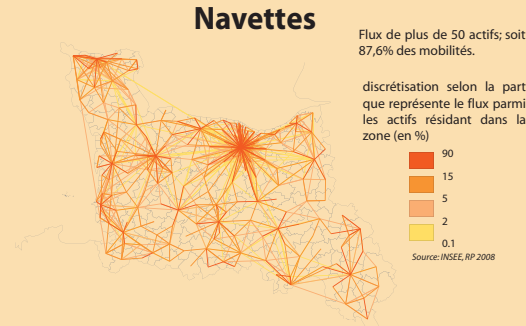 Navettes
Flux de plus de 50 actifs; soit
87,6% des mobilités.
discrétisation selon la part
que représente le flux parmi
les actifs résidant dans la
zone (en %)
90
15
5
2
0.1
Source: INSEE, RP 2008